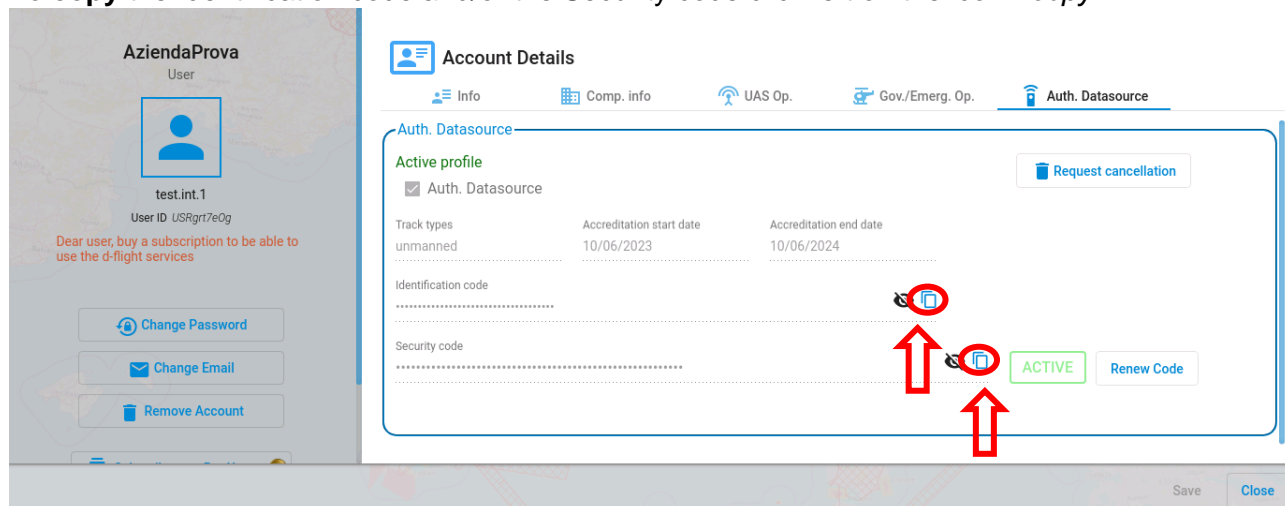 AziendaProva
User
test.int.1
User ID USRgrt7eOg
Dear user, buy a subscription to be able to
use the d-flight services
Change Password
Change Email
Remove Account
Account Details
Info Comp. info UAS Op. Gov./Emerg. Op. Auth. Datasource
Auth. Datasource
Active profile
Request cancellation
Auth. Datasource
Track types Accreditation start date Accreditation end date
unmanned 10/06/2023 10/06/2024
Identification code
Security code
ACTIVE Renew Code
Save Close